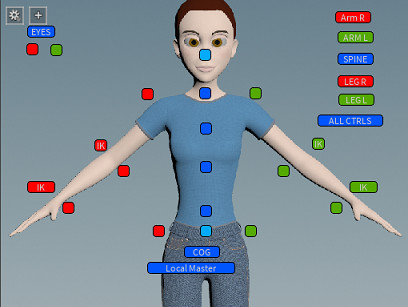 Arm R
EYES
ARM L
SPINE
LEG R
LEG L
ALL CTRLS
IK
IK
IK
IK
COG
Local Master